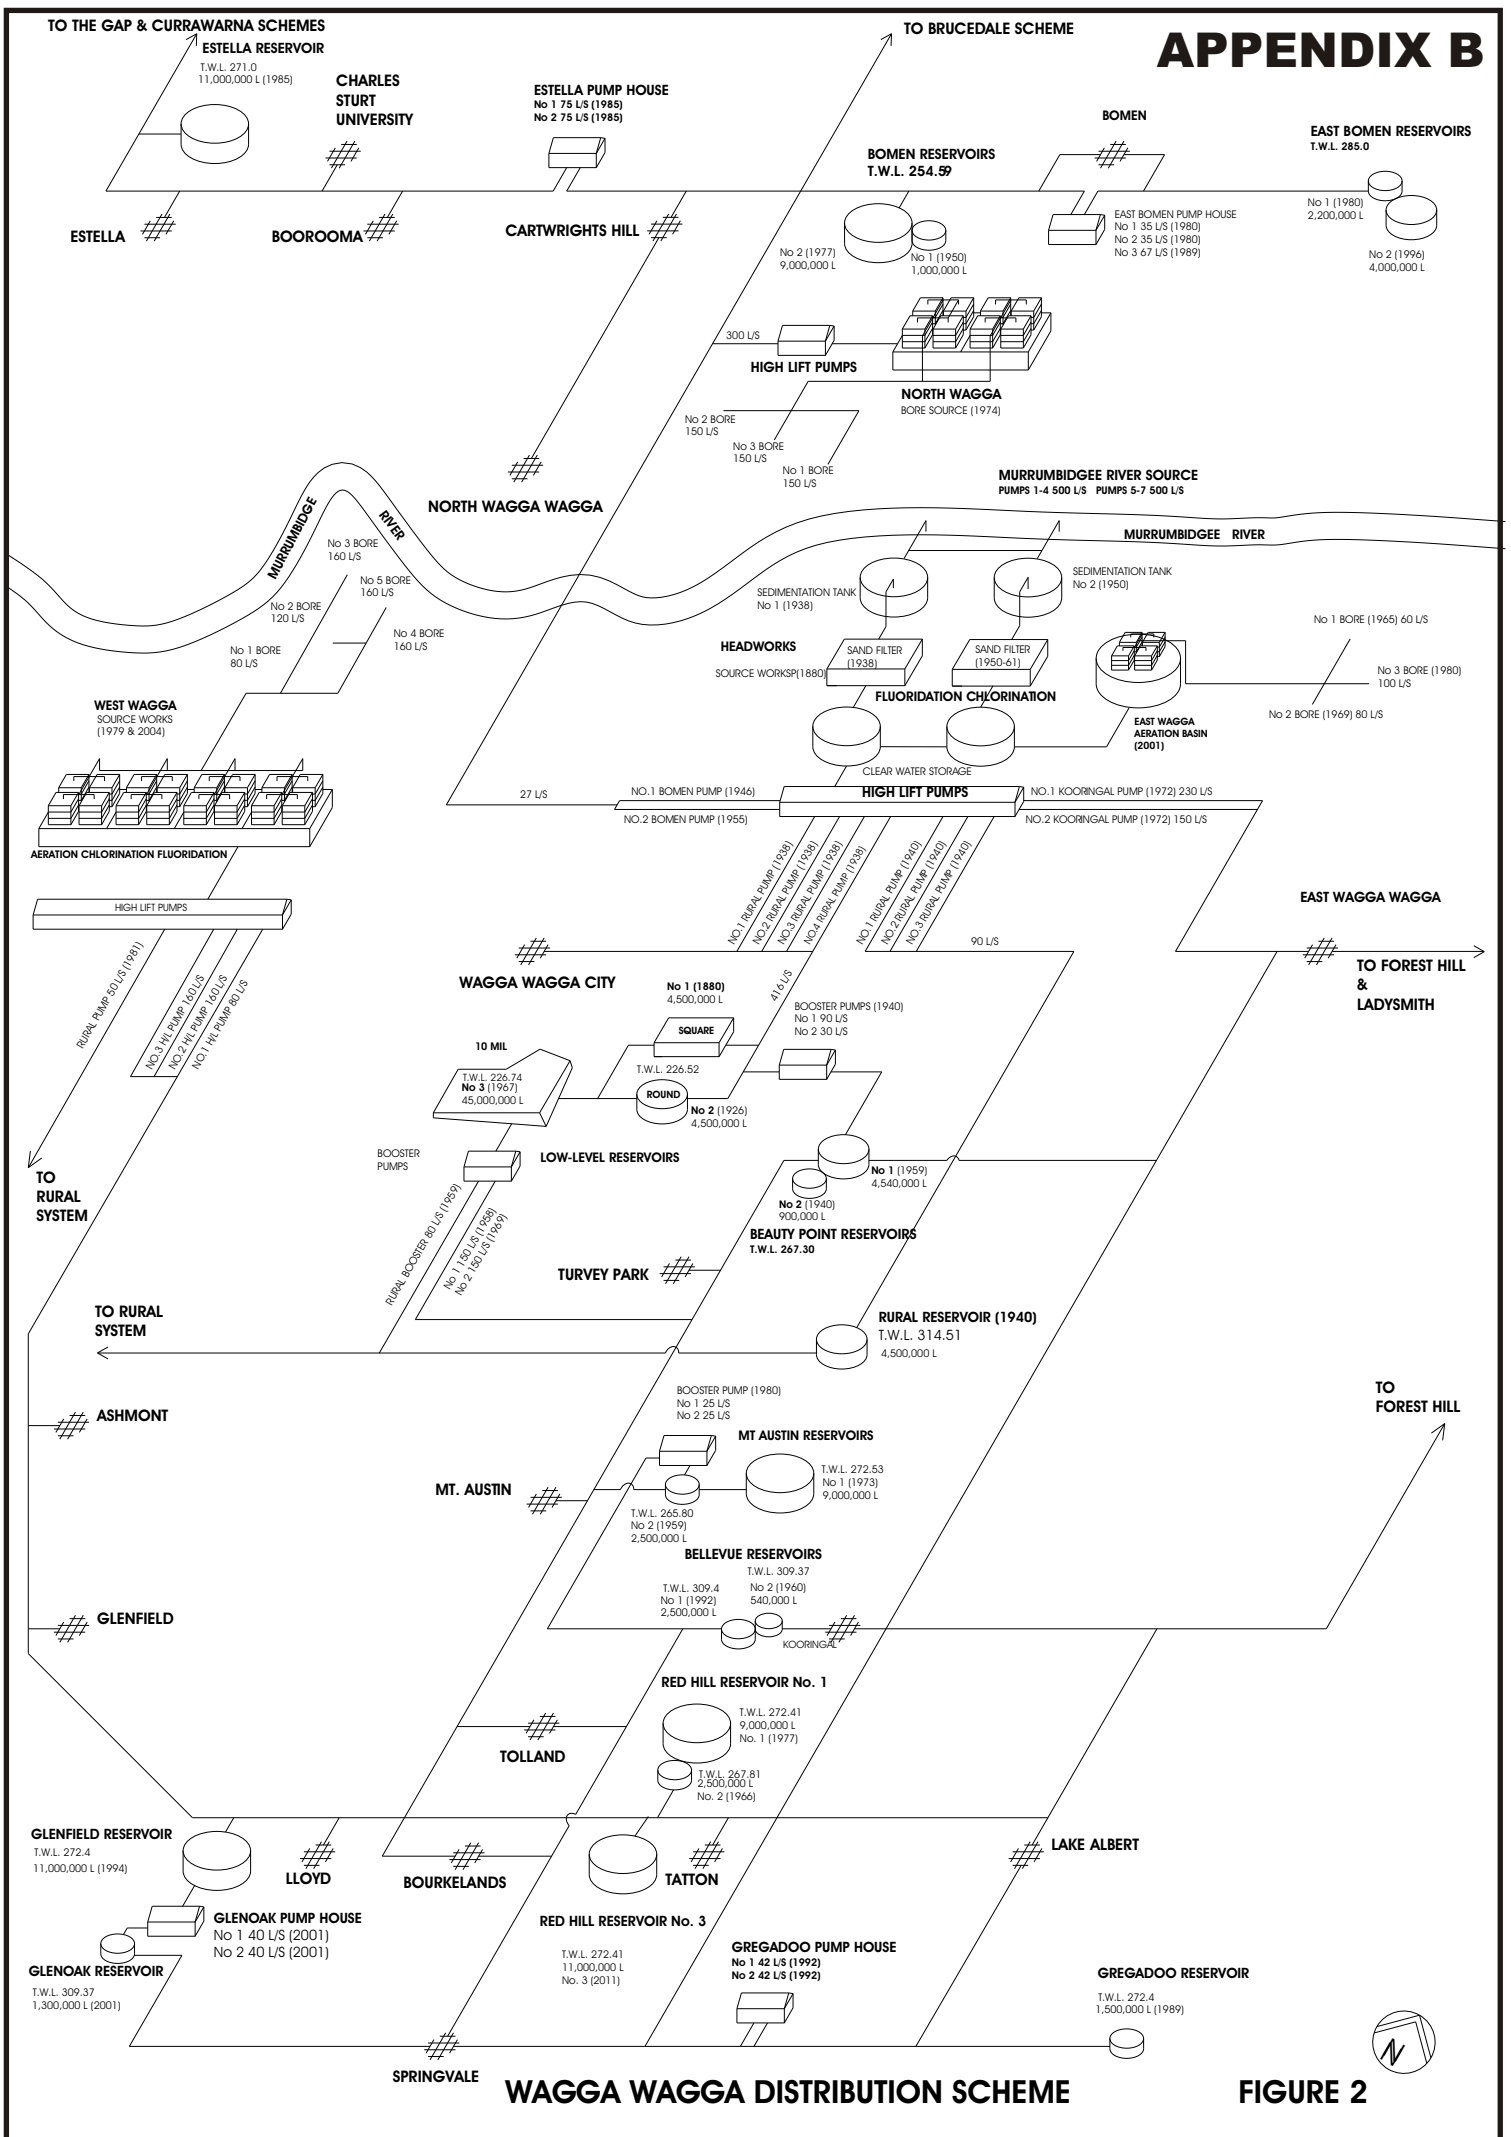 TO THE GAP & CURRAWARNA SCHEMES
ESTELLA RESERVOIR
T.W.L. 271.0
11,000,000 L (1985)
CHARLES
STURT
UNIVERSITY
ESTELLA PUMP HOUSE
No 1 75 L/S (1985)
No 2 75 L/S (1985)
TO BRUCEDALE SCHEME
APPENDIX B
BOMEN
BOMEN RESERVOIRS
T.W.L. 254.59
EAST BOMEN RESERVOIRS
T.W.L. 285.0
No 1 (1980)
2,200,000 L
No 2 (1996)
4,000,000 L
EAST BOMEN PUMP HOUSE
No 1 35 L/S (1980)
No 2 35 L/S (1980)
No 3 67 L/S (1989)
ESTELLA
BOOROOMA
CARTWRIGHTS HILL
No 2 (1977)
9,000,000 L
No 1 (1950)
1,000,000 L
300 L/S
HIGH LIFT PUMPS
NORTH WAGGA
BORE SOURCE (1974)
No 2 BORE
150 L/S
No 3 BORE
150 L/S
No 1 BORE
150 L/S
NORTH WAGGA WAGGA
MURRUMBIDGEE RIVER SOURCE
PUMPS 1-4 500 L/S PUMPS 5-7 500 L/S
MURRUMBIDGE
RIVER
MURRUMBIDGEE RIVER
No 3 BORE
160 L/S
No 5 BORE
160 L/S
No 2 BORE
120 L/S
No 4 BORE
160 L/S
No 1 BORE
80 L/S
SEDIMENTATION TANK
No 1 (1938)
SEDIMENTATION TANK
No 2 (1950)
HEADWORKS
SOURCE WORKSP(1880)
SAND FILTER
(1938)
SAND FILTER
(1950-61)
FLUORIDATION CHLORINATION
No 1 BORE (1965) 60 L/S
No 3 BORE (1980)
100 L/S
No 2 BORE (1969) 80 L/S
EAST WAGGA
AERATION BASIN
(2001)
WEST WAGGA
SOURCE WORKS
(1979 & 2004)
CLEAR WATER STORAGE
27 L/S
NO.1 BOMEN PUMP (1946)
NO.2 BOMEN PUMP (1955)
HIGH LIFT PUMPS
NO.1 KOORINGAL PUMP (1972) 230 L/S
NO.2 KOORINGAL PUMP (1972) 150 L/S
AERATION CHLORINATION FLUORIDATION
HIGH LIFT PUMPS
NO.1 RURAL PUMP (1938)
NO.2 RURAL PUMP (1938)
NO.3 RURAL PUMP (1938)
NO.4 RURAL PUMP (1938)
NO.1 RURAL PUMP (1940)
NO.2 RURAL PUMP (1940)
NO.3 RURAL PUMP (1940)
90 L/S
EAST WAGGA WAGGA
TO FOREST HILL
&
LADYSMITH
RURAL PUMP 50 L/S (1981)
NO.3 H/L PUMP 160 L/S
NO.2 H/L PUMP 160 L/S
NO.1 H/L PUMP 80 L/S
WAGGA WAGGA CITY
416 L/S
No 1 (1880)
4,500,000 L
SQUARE
BOOSTER PUMPS (1940)
No 1 90 L/S
No 2 30 L/S
10 MIL
T.W.L. 226.74
No 3 (1967)
45,000,000 L
T.W.L. 226.52
ROUND
No 2 (1926)
4,500,000 L
BOOSTER
PUMPS
LOW-LEVEL RESERVOIRS
TO
RURAL
SYSTEM
No 1 (1959)
4,540,000 L
No 2 (1940)
900,000 L
BEAUTY POINT RESERVOIRS
T.W.L. 267.30
RURAL BOOSTER 80 L/S (1959)
No 1 150 L/S (1958)
No 2 150 L/S (1969)
TURVEY PARK
TO RURAL
SYSTEM
RURAL RESERVOIR (1940)
T.W.L. 314.51
4,500,000 L
BOOSTER PUMP (1980)
No 1 25 L/S
No 2 25 L/S
TO
FOREST HILL
ASHMONT
MT AUSTIN RESERVOIRS
T.W.L. 272.53
No 1 (1973)
9,000,000 L
MT. AUSTIN
T.W.L. 265.80
No 2 (1959)
2,500,000 L
BELLEVUE RESERVOIRS
T.W.L. 309.37
No 2 (1960)
540,000 L
T.W.L. 309.4
No 1 (1992)
2,500,000 L
GLENFIELD
KOORINGAL
RED HILL RESERVOIR No. 1
T.W.L. 272.41
9,000,000 L
No. 1 (1977)
TOLLAND
T.W.L. 267.81
2,500,000 L
No. 2 (1966)
GLENFIELD RESERVOIR
T.W.L. 272.4
11,000,000 L (1994)
LLOYD
BOURKELANDS
TATTON
LAKE ALBERT
GLENOAK PUMP HOUSE
No 1 40 L/S (2001)
No 2 40 L/S (2001)
RED HILL RESERVOIR No. 3
T.W.L. 272.41
11,000,000 L
No. 3 (2011)
GREGADOO PUMP HOUSE
No 1 42 L/S (1992)
No 2 42 L/S (1992)
GLENOAK RESERVOIR
T.W.L. 309.37
1,300,000 L (2001)
GREGADOO RESERVOIR
T.W.L. 272.4
1,500,000 L (1989)
N
SPRINGVALE
WAGGA WAGGA DISTRIBUTION SCHEME
FIGURE 2